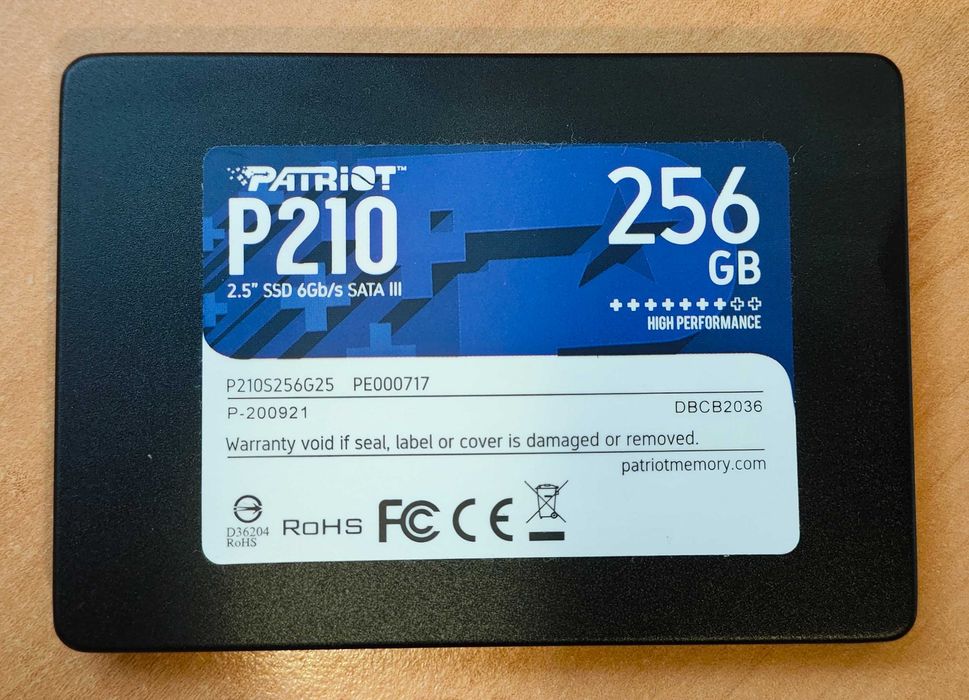 PATRIOT™
P210
2.5" SSD 6Gb/s SATA III
256
GB
HIGH PERFORMANCE
P210S256G25 PE000717
P-200921 DBCB2036
Warranty void if seal, label or cover is damaged or removed.
patriotmemory.com
D36204
RoHS
RoHS FC CE